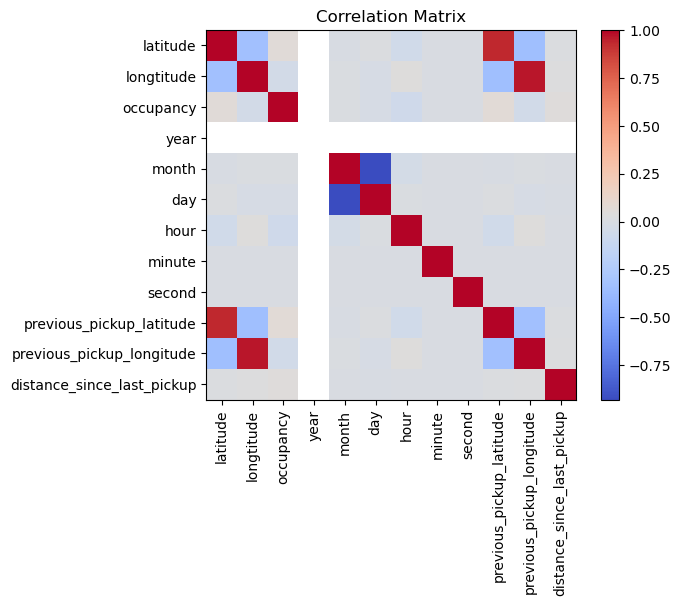 Correlation Matrix
latitude
longtitude
occupancy
year
month
day
hour
minute
second
previous_pickup_latitude
previous_pickup_longitude
distance_since_last_pickup
latitude
longtitude
occupancy
year
month
day
hour
minute
second
previous_pickup_latitude
previous_pickup_longitude
distance_since_last_pickup
1.00
0.75
0.50
0.25
0.00
−0.25
−0.50
−0.75